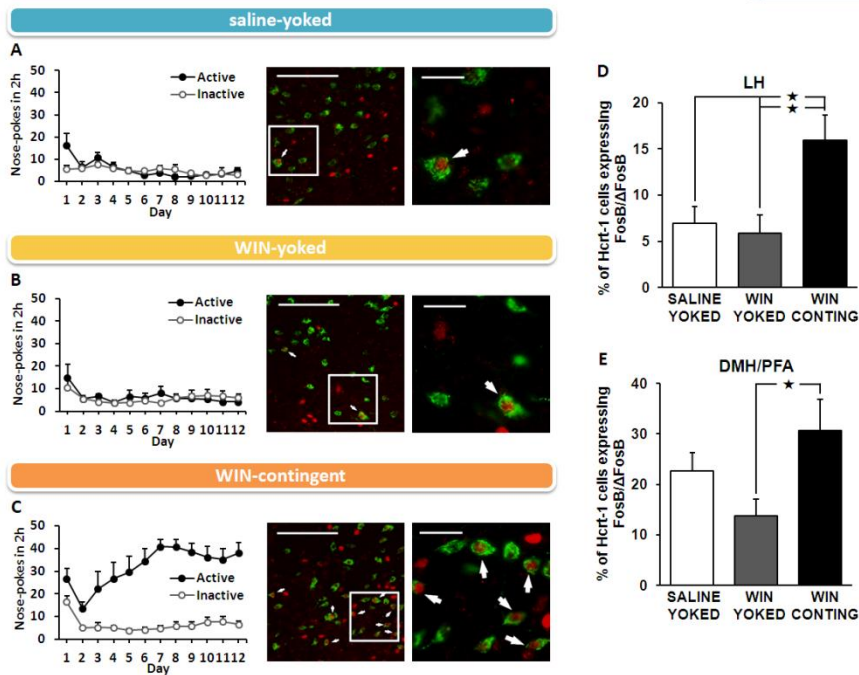 saline-yoked
A
Nose-pokes in 2h
50
40
30
20
10
0
Active
Inactive
1 2 3 4 5 6 7 8 9 10 11 12
Day
WIN-yoked
B
Nose-pokes in 2h
50
40
30
20
10
0
Active
Inactive
1 2 3 4 5 6 7 8 9 10 11 12
Day
WIN-contingent
C
Nose-pokes in 2h
50
40
30
20
10
0
Active
Inactive
1 2 3 4 5 6 7 8 9 10 11 12
Day
D
LH
% of Hcrt-1 cells expressing
FosB/ΔFosB
20
15
10
5
0
SALINE WIN WIN
YOKED YOKED CONTING
E
DMH/PFA
% of Hcrt-1 cells expressing
FosB/ΔFosB
40
30
20
10
0
SALINE WIN WIN
YOKED YOKED CONTING